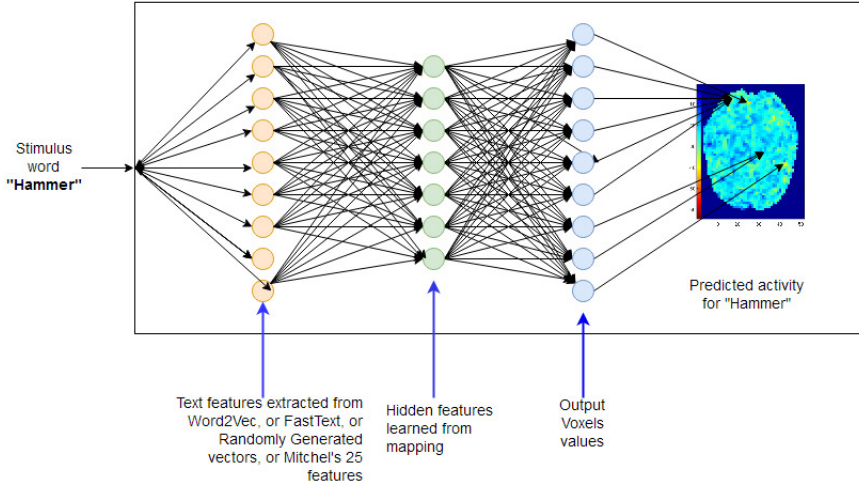 Stimulus
word
"Hammer"
Predicted activity
for "Hammer"
Text features extracted from
Word2Vec, or FastText, or
Randomly Generated
vectors, or Mitchel's 25
features
Hidden features
learned from
mapping
Output
Voxels
values